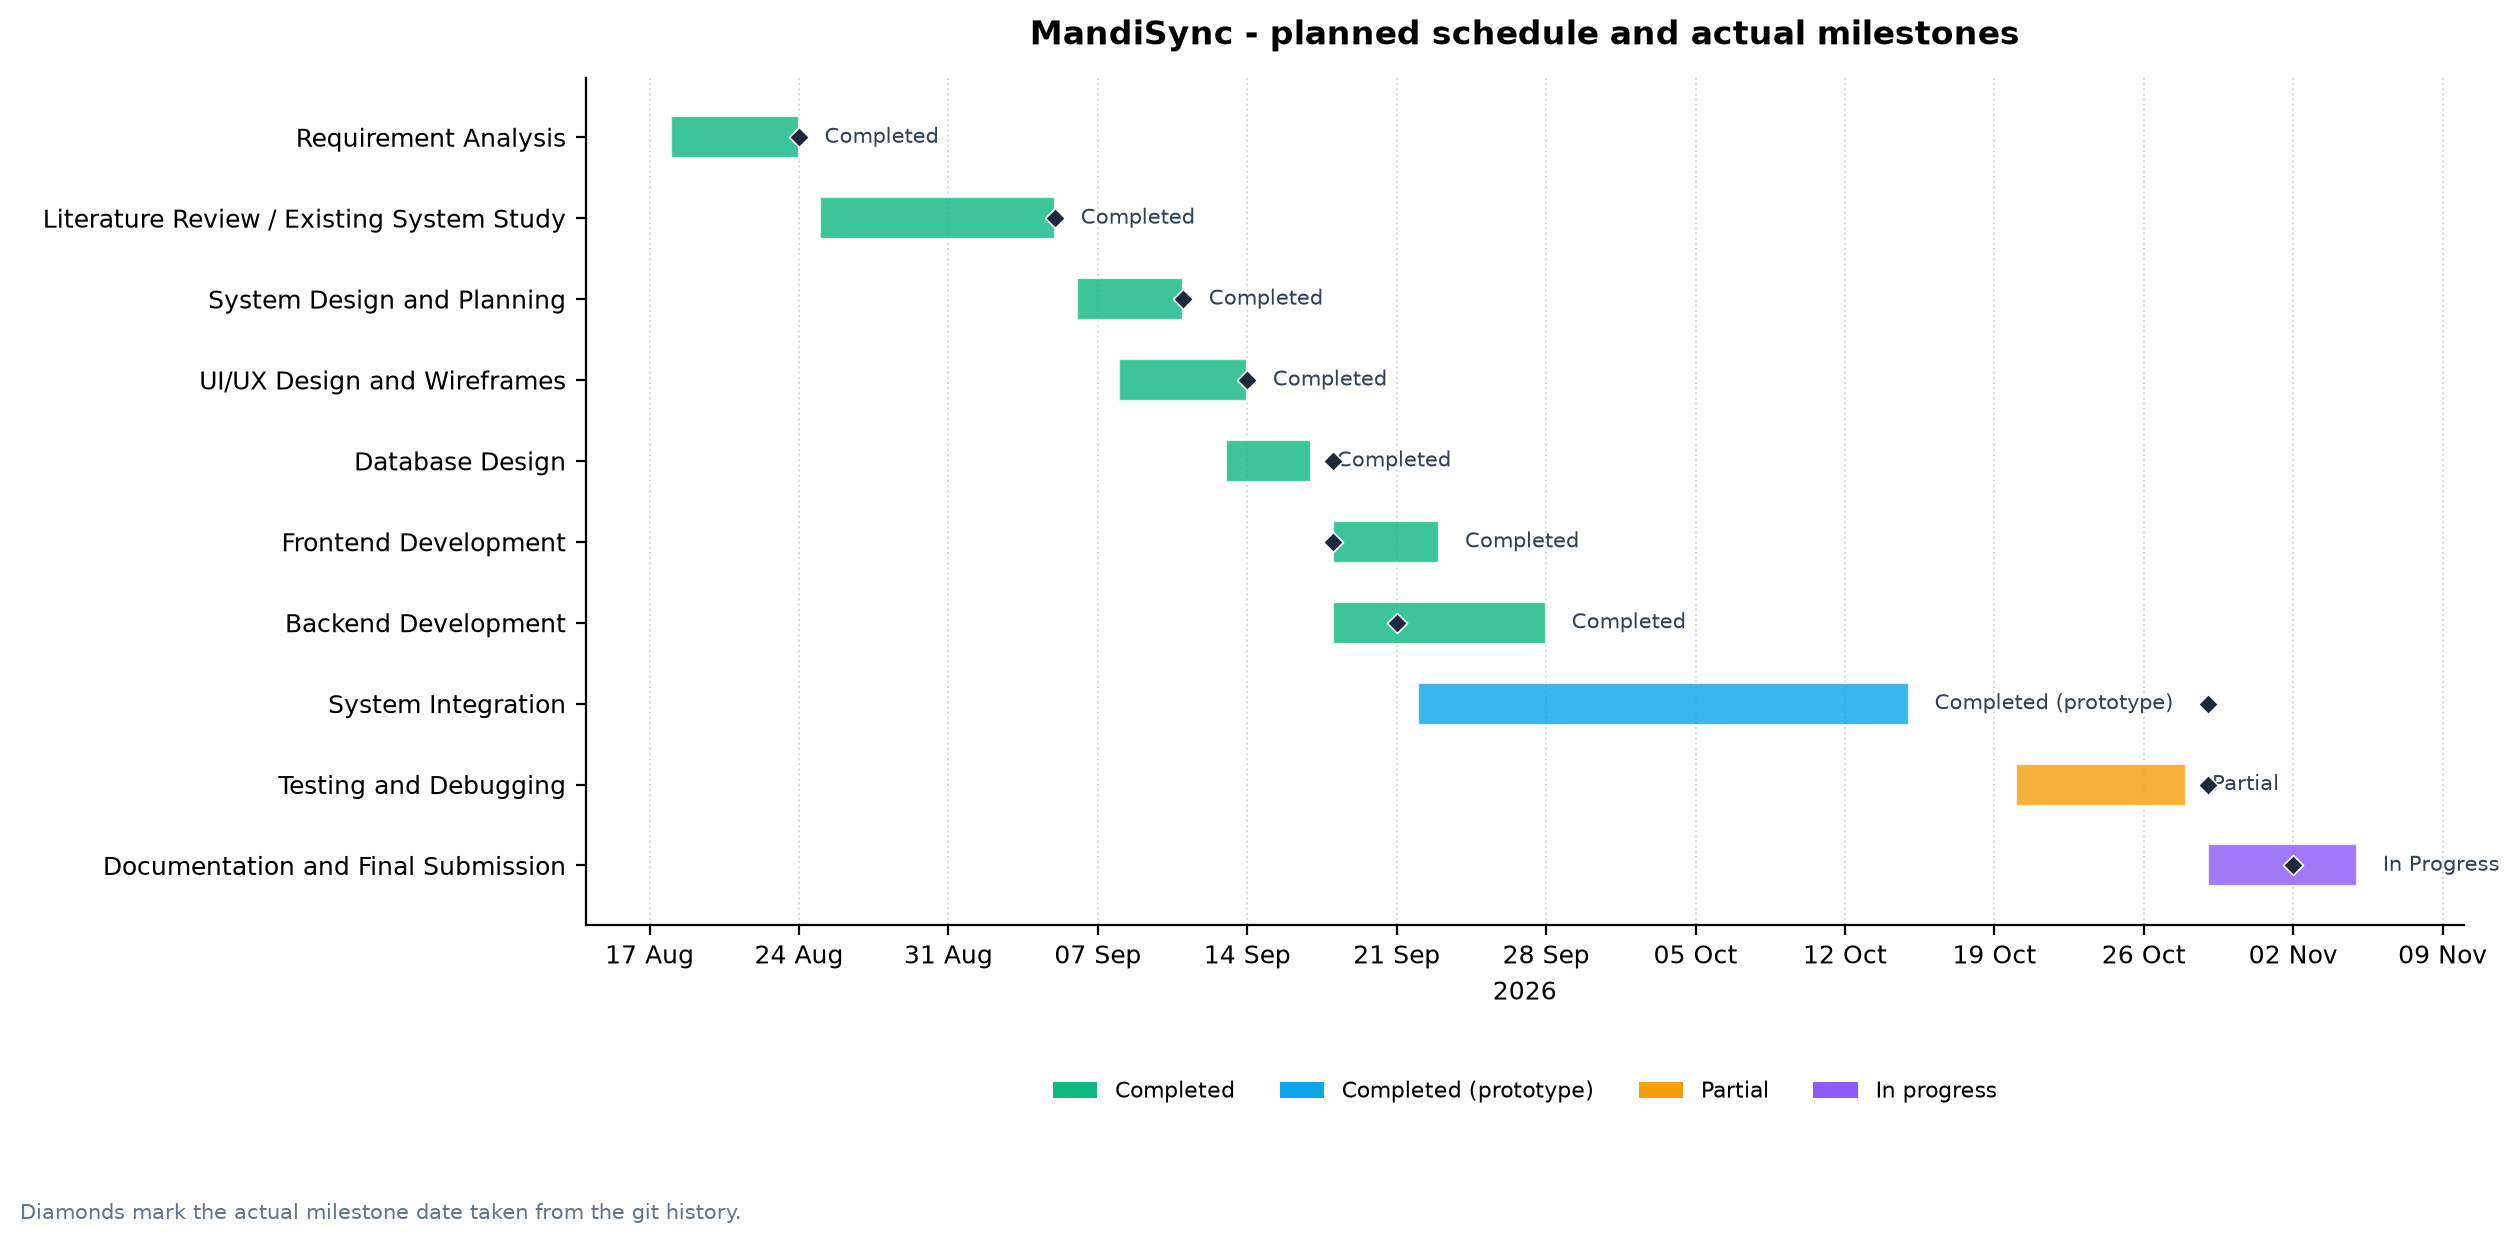 MandiSync - planned schedule and actual milestones
Requirement Analysis
Completed
Literature Review / Existing System Study
Completed
System Design and Planning
Completed
UI/UX Design and Wireframes
Completed
Database Design
Completed
Frontend Development
Completed
Backend Development
Completed
System Integration
Completed (prototype)
Testing and Debugging
Partial
Documentation and Final Submission
In Progress
17 Aug 24 Aug 31 Aug 07 Sep 14 Sep 21 Sep 28 Sep 05 Oct 12 Oct 19 Oct 26 Oct 02 Nov 09 Nov
2026
Completed Completed (prototype) Partial In progress
Diamonds mark the actual milestone date taken from the git history.